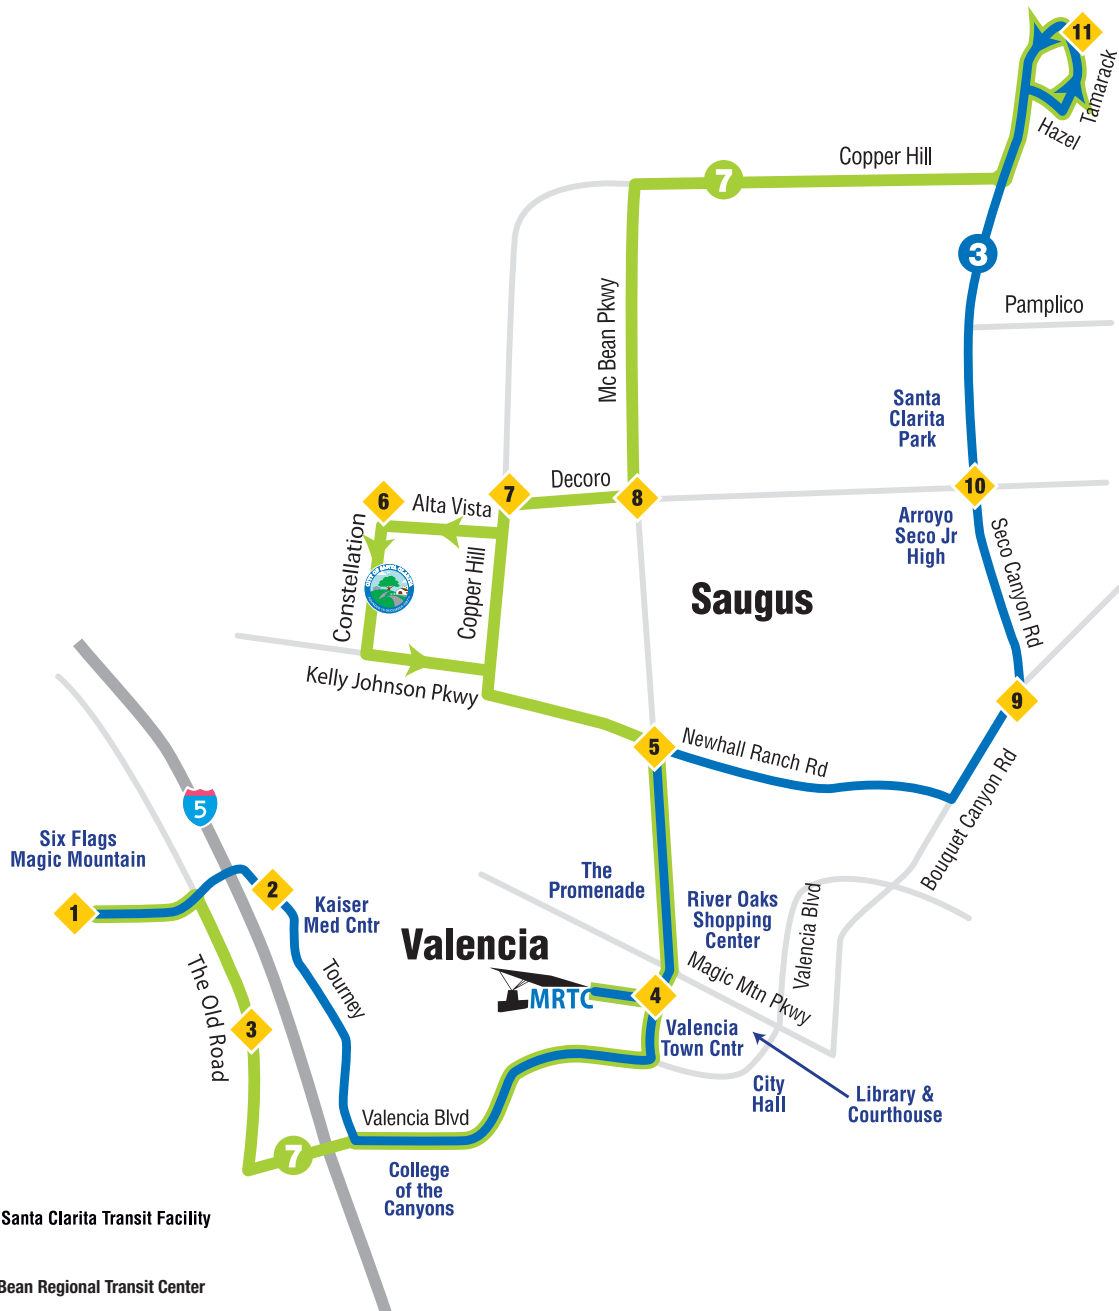 11
Tamarack
Hazel
Copper Hill
7
3
Pamplico
Mc Bean Pkwy
Santa
Clarita
Park
Decoro
6
Alta Vista
7
8
10
Arroyo
Seco Jr
High
Seco Canyon Rd
Constellation
Copper Hill
Saugus
Kelly Johnson Pkwy
9
5
Newhall Ranch Rd
Bouquet Canyon Rd
5
Six Flags
Magic Mountain
1
2
Kaiser
Med Cntr
The
Promenade
River Oaks
Shopping
Center
Valencia Blvd
Valencia
Magic Mtn Pkwy
MRTC
4
The Old Road
Tourney
3
Valencia
Town Cntr
City
Hall
Library &
Courthouse
Valencia Blvd
7
College
of the
Canyons
Santa Clarita Transit Facility
Bean Regional Transit Center